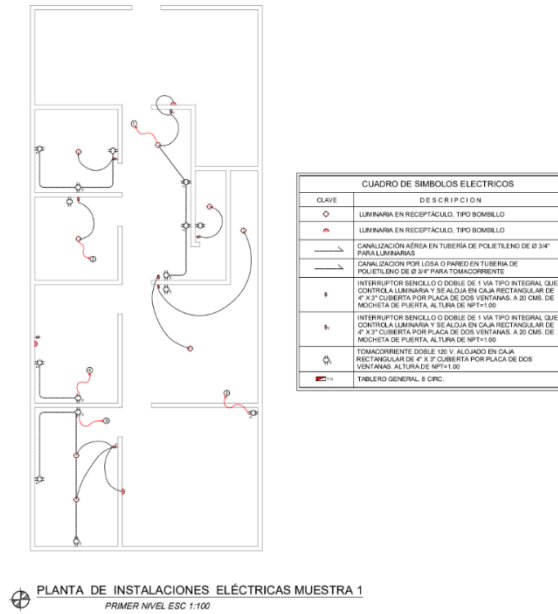 CUADRO DE SIMBOLOS ELECTRICOS
CLAVE DESCRIPCION
LUMINARIA EN RECEPTÁCULO, TIPO BOMBILLO
LUMINARIA EN RECEPTÁCULO, TIPO BOMBILLO
CANALIZACIÓN AÉREA EN TUBERÍA DE POLIETILENO DE Ø 3/4"
PARA LUMINARIAS
CANALIZACION POR LOSA O PARED EN TUBERIA DE
POLIETILENO DE Ø 3/4" PARA TOMACORRIENTE
INTERRUPTOR SENCILLO O DOBLE DE 1 VIA TIPO INTEGRAL QUE
CONTROLA LUMINARIA Y SE ALOJA EN CAJA RECTANGULAR DE
4" X 3" CUBIERTA POR PLACA DE DOS VENTANAS. A 20 CMS. DE
MOCHETA DE PUERTA, ALTURA DE NPT=1.00
INTERRUPTOR SENCILLO O DOBLE DE 1 VIA TIPO INTEGRAL QUE
CONTROLA LUMINARIA Y SE ALOJA EN CAJA RECTANGULAR DE
4" X 3" CUBIERTA POR PLACA DE DOS VENTANAS. A 20 CMS. DE
MOCHETA DE PUERTA, ALTURA DE NPT=1.00
TOMACORRIENTE DOBLE 120 V. ALOJADO EN CAJA
RECTANGULAR DE 4" X 3" CUBIERTA POR PLACA DE DOS
VENTANAS. ALTURA DE NPT=1.00
TABLERO GENERAL. 8 CIRC.
PLANTA DE INSTALACIONES ELÉCTRICAS MUESTRA 1
PRIMER NIVEL ESC 1:100